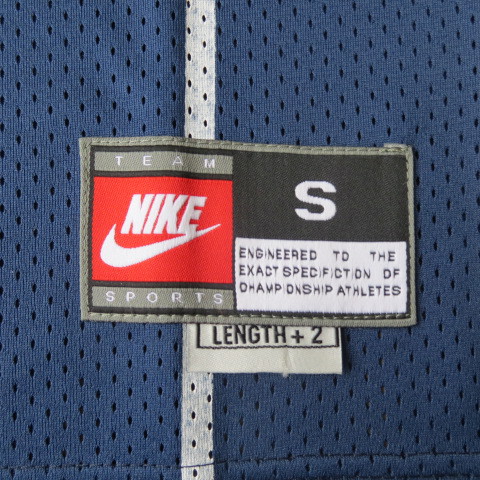 TEAM
NIKE
SPORTS
S
ENGINEERED TO THE
EXACT SPECIFICTION OF
CHAMPIONSHIP ATHLETES
LENGTH + 2